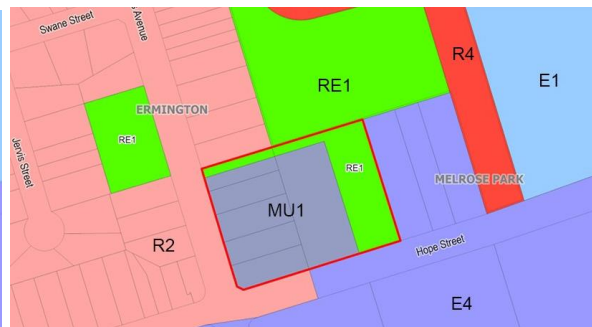 Swane Street
s Avenue
R4
E1
RE1
ERMINGTON
RE1
Jervis Street
RE1
MELROSE PARK
MU1
R2
Hope Street
E4